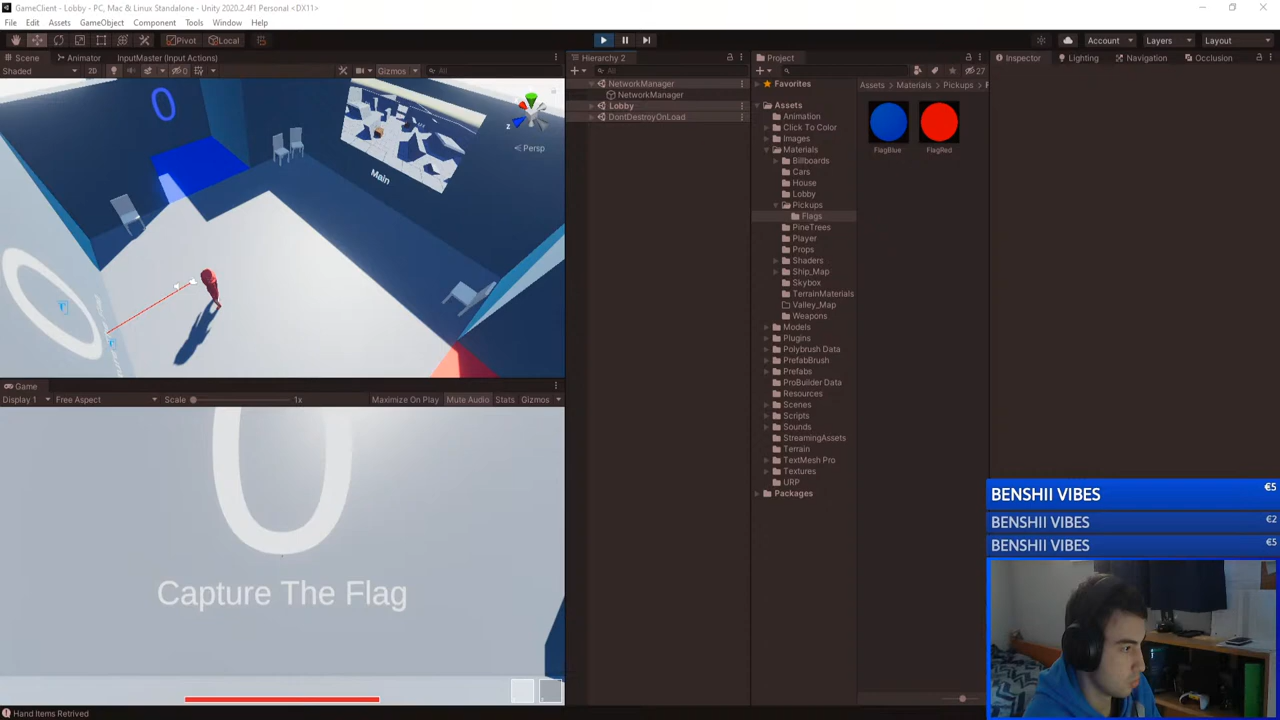 GameClient - Lobby - PC, Mac & Linux Standalone - Unity 2020.2.4f1 Personal <DX11>
File Edit Assets GameObject Component Tools Window Help
Pivot Local
Account Layers Layout
Scene Animator InputMaster (Input Actions)
Shaded 2D 0 Gizmos All
0
Main
z
Persp
Game
Display 1 Free Aspect Scale 1x Maximize On Play Mute Audio Stats Gizmos
Capture The Flag
Hand Items Retrived
Hierarchy 2
All
NetworkManager
NetworkManager
Lobby
DontDestroyOnLoad
Project
27
Favorites
Assets
Animation
Click To Color
Images
Materials
Billboards
Cars
House
Lobby
Pickups
Flags
PineTrees
Player
Props
Shaders
Ship_Map
Skybox
TerrainMaterials
Valley_Map
Weapons
Models
Plugins
Polybrush Data
PrefabBrush
Prefabs
ProBuilder Data
Resources
Scenes
Scripts
Sounds
StreamingAssets
Terrain
TextMesh Pro
Textures
URP
Packages
Assets Materials Pickups F
FlagBlue FlagRed
Inspector Lighting Navigation Occlusion
BENSHII VIBES €5
BENSHII VIBES €2
BENSHII VIBES €5